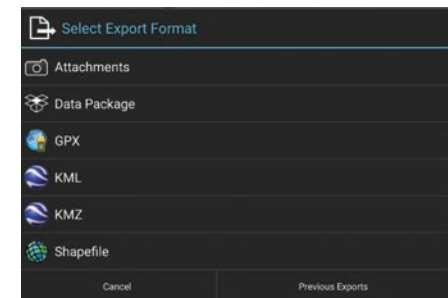 Select Export Format
Attachments
Data Package
GPX
KML
KMZ
Shapefile
Cancel Previous Exports